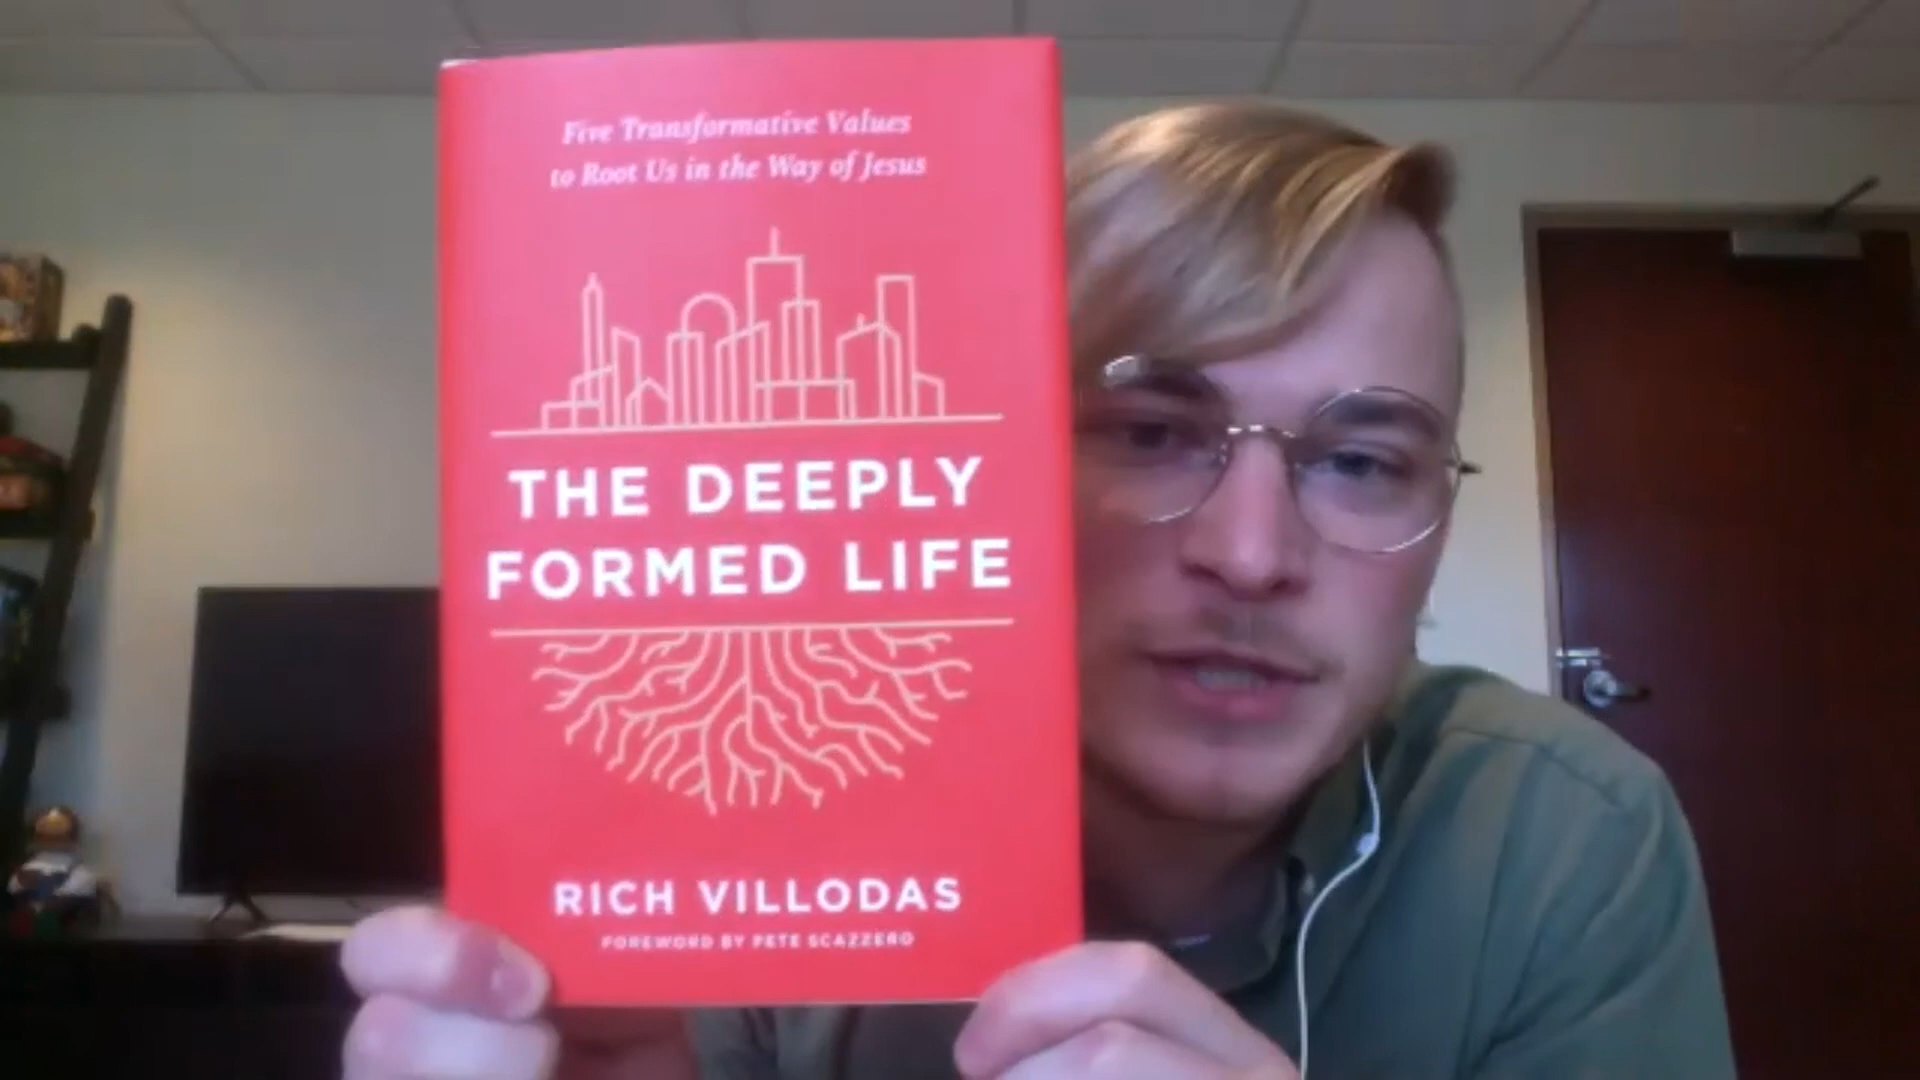 Five Transformative Values
to Root Us in the Way of Jesus
THE DEEPLY
FORMED LIFE
RICH VILLODAS
FOREWORD BY PETE SCAZZERO